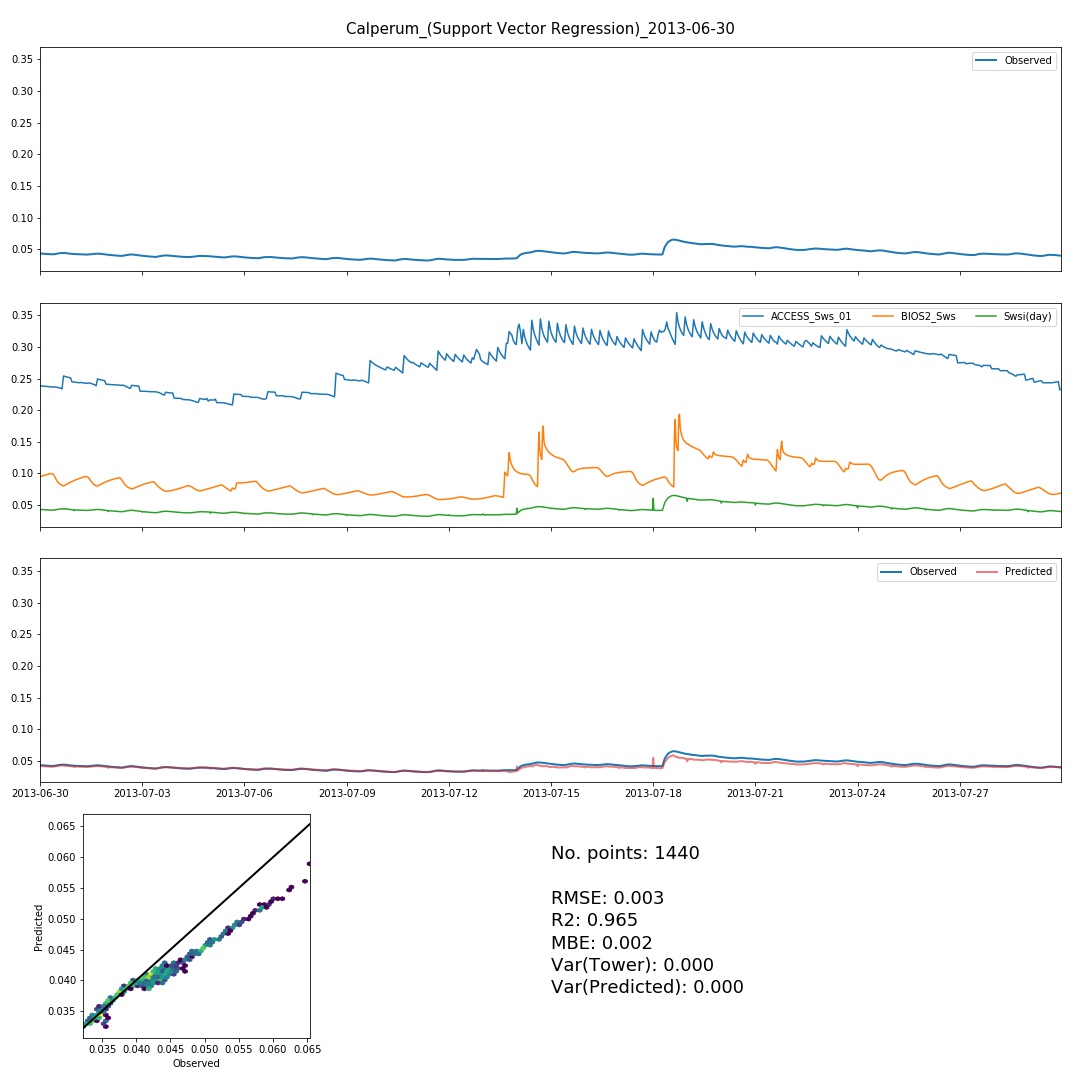 Calperum_(Support Vector Regression)_2013-06-30
0.35
0.30
0.25
0.20
0.15
0.10
0.05
Observed
0.35
0.30
0.25
0.20
0.15
0.10
0.05
ACCESS_Sws_01 BIOS2_Sws Swsi(day)
0.35
0.30
0.25
0.20
0.15
0.10
0.05
Observed Predicted
2013-06-30 2013-07-03 2013-07-06 2013-07-09 2013-07-12 2013-07-15 2013-07-18 2013-07-21 2013-07-24 2013-07-27
0.065
0.060
0.055
0.050
0.045
0.040
0.035
Predicted
0.035 0.040 0.045 0.050 0.055 0.060 0.065
Observed
No. points: 1440
RMSE: 0.003
R2: 0.965
MBE: 0.002
Var(Tower): 0.000
Var(Predicted): 0.000